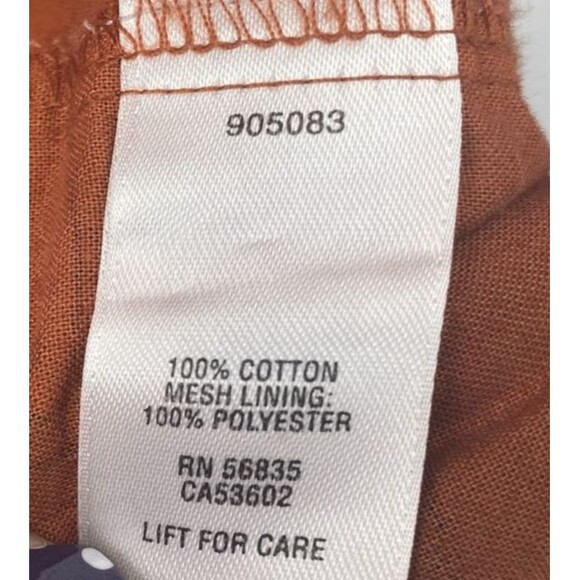 905083
100% COTTON
MESH LINING:
100% POLYESTER
RN 56835
CA53602
LIFT FOR CARE